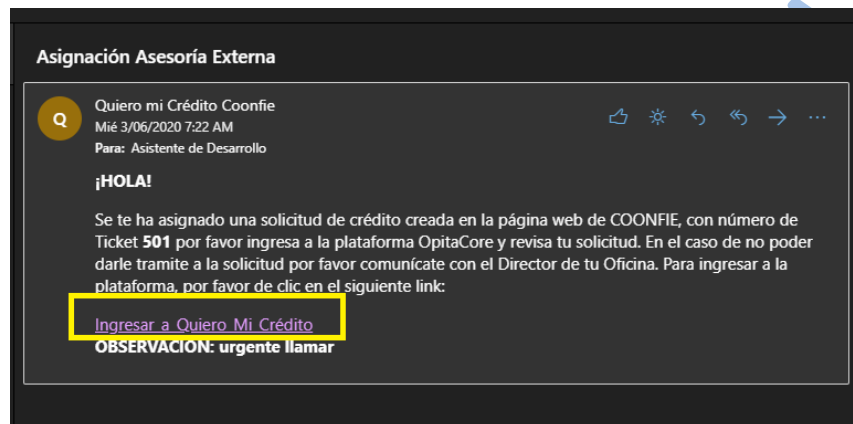 Asignación Asesoría Externa
Q
Quiero mi Crédito Coonfie
Mié 3/06/2020 7:22 AM
Para: Asistente de Desarrollo
¡HOLA!
Se te ha asignado una solicitud de crédito creada en la página web de COONFIE, con número de
Ticket 501 por favor ingresa a la plataforma OpitaCore y revisa tu solicitud. En el caso de no poder
darle tramite a la solicitud por favor comunícate con el Director de tu Oficina. Para ingresar a la
plataforma, por favor de clic en el siguiente link:
Ingresar a Quiero Mi Crédito
OBSERVACION: urgente llamar